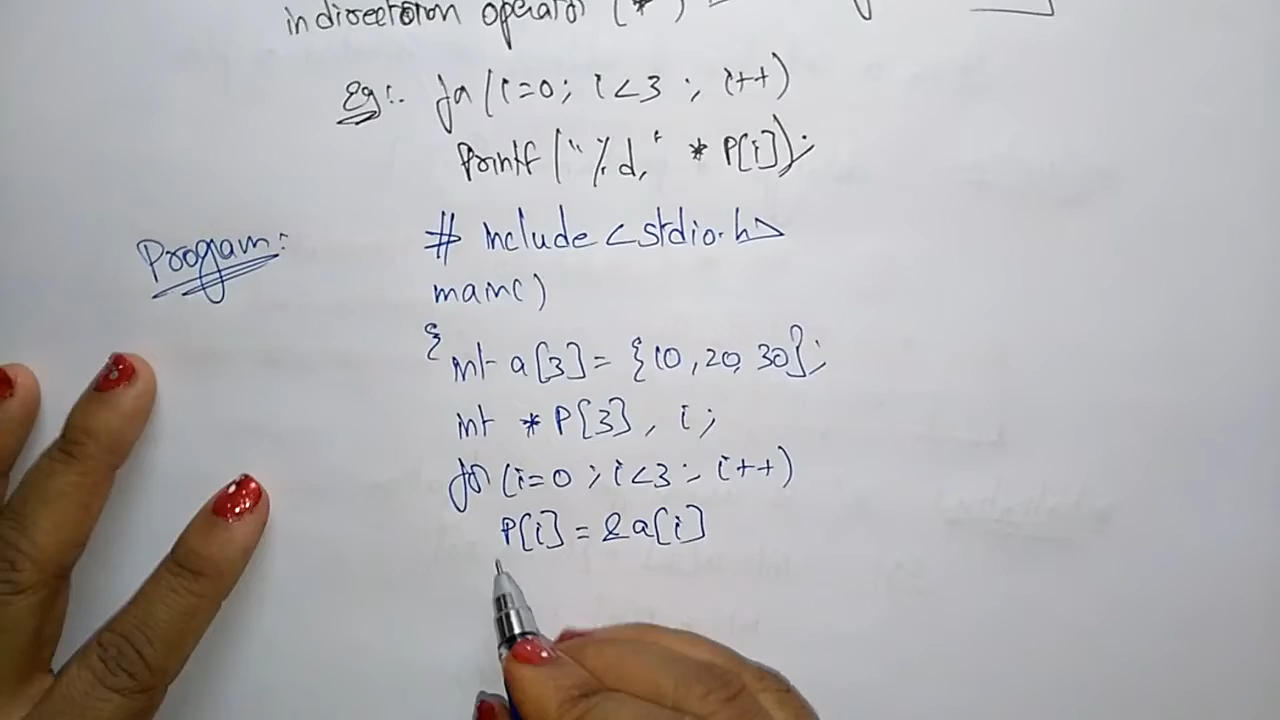 indirection operator (*)
Eg:. for (i=0; i<3; i++)
Printf ("%d," * P[i]);
Program:
# include <stdio.h>
main()
{
int a[3] = {10, 20, 30};
int * P[3], i;
for (i=0; i<3; i++)
P[i] = &a[i]